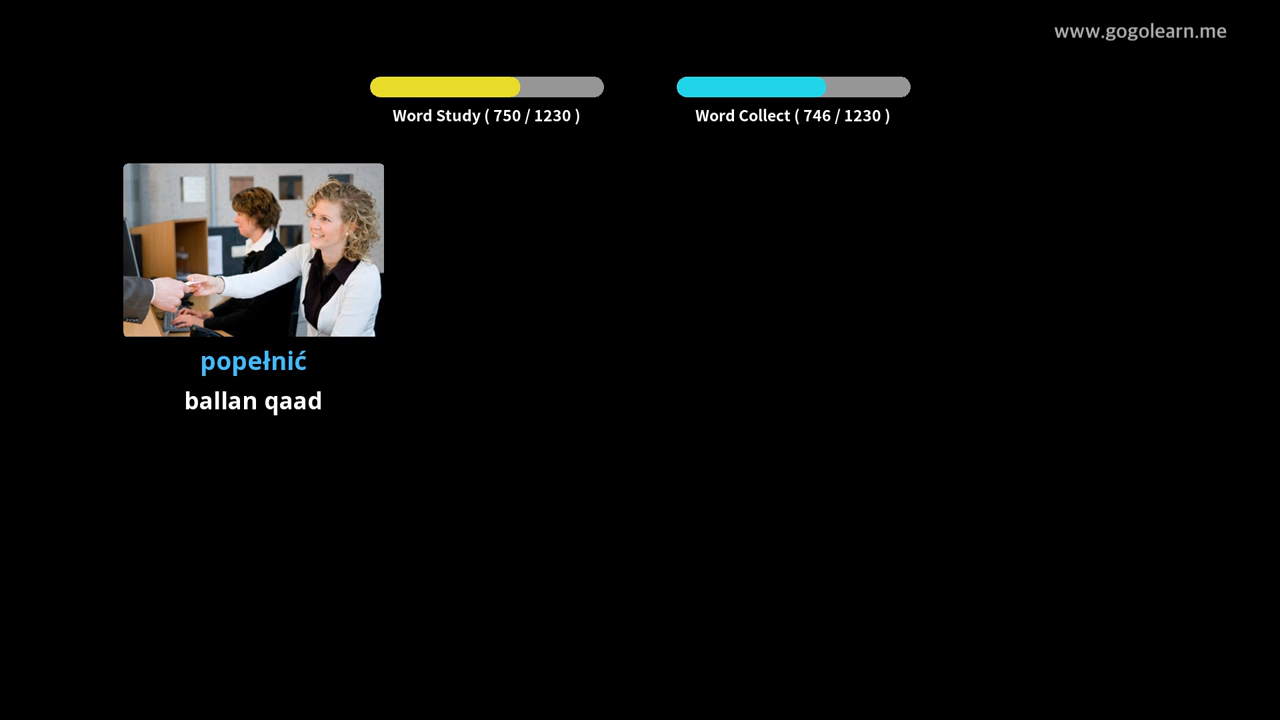 www.gogolearn.me
Word Study ( 750 / 1230 )
Word Collect ( 746 / 1230 )
popełnić
ballan qaad